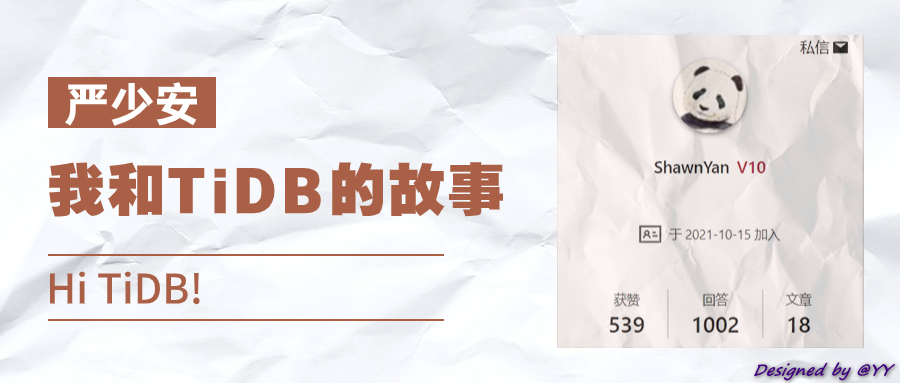 严少安
我和TiDB的故事
Hi TiDB!
私信
ShawnYan V10
于 2021-10-15 加入
获赞 回答 文章
539 1002 18
Designed by @YY